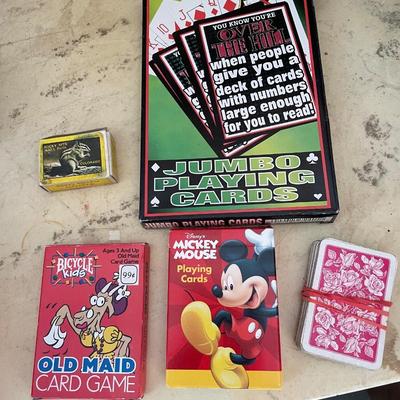 YOU KNOW YOU'RE
OVER
THE HILL
when people
give you a
deck of cards
with numbers
large enough
for you to read!
JUMBO
PLAYING
CARDS
JUMBO PLAYING CARDS
COLORADO
BICYCLE
Kids
Ages 3 And Up
Old Maid
Card Game
99¢
OLD MAID
CARD GAME
Disney's
MICKEY
MOUSE
Playing
Cards